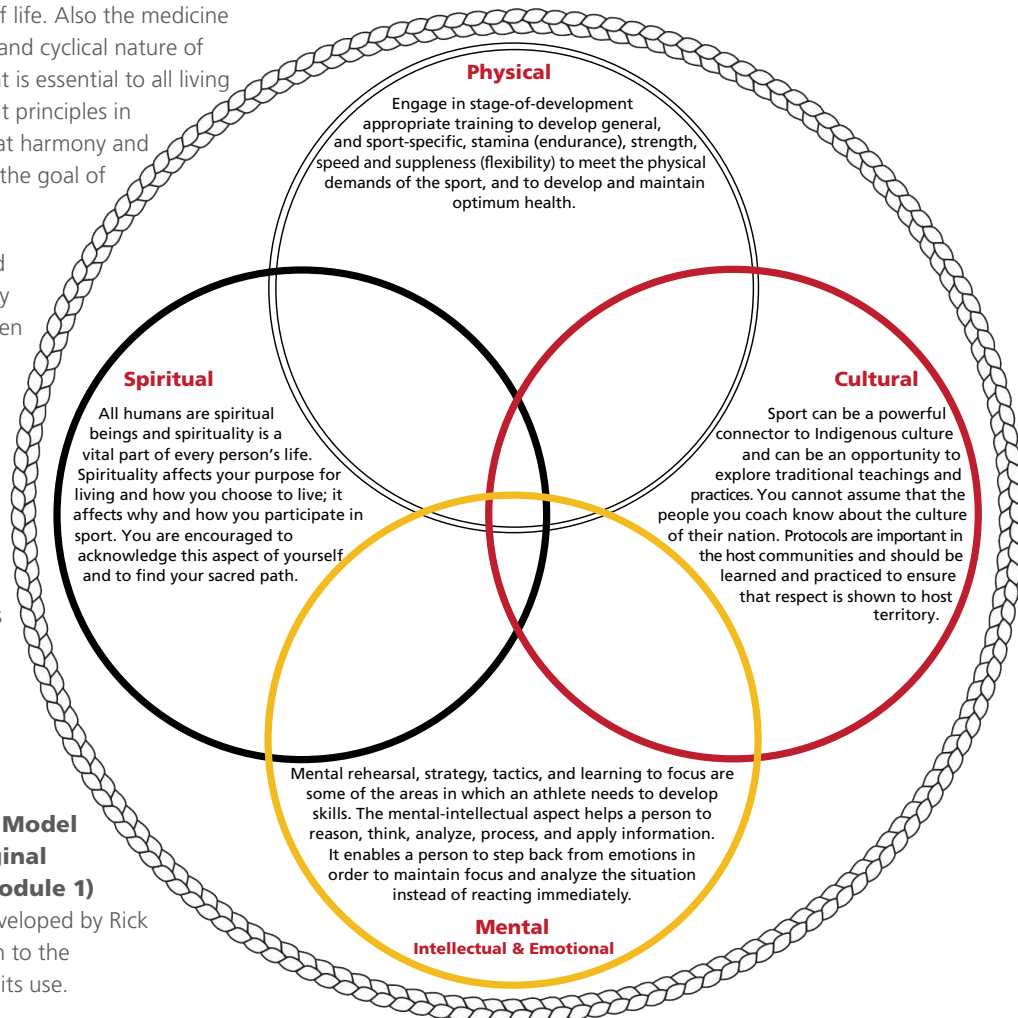 f life. Also the medicine
and cyclical nature of
t is essential to all living
t principles in
at harmony and
the goal of
d
y
en
s
Model
ginal
odule 1)
veloped by Rick
n to the
its use.
Physical
Engage in stage-of-development
appropriate training to develop general,
and sport-specific, stamina (endurance), strength,
speed and suppleness (flexibility) to meet the physical
demands of the sport, and to develop and maintain
optimum health.
Spiritual
All humans are spiritual
beings and spirituality is a
vital part of every person's life.
Spirituality affects your purpose for
living and how you choose to live; it
affects why and how you participate in
sport. You are encouraged to
acknowledge this aspect of yourself
and to find your sacred path.
Cultural
Sport can be a powerful
connector to Indigenous culture
and can be an opportunity to
explore traditional teachings and
practices. You cannot assume that the
people you coach know about the culture
of their nation. Protocols are important in
the host communities and should be
learned and practiced to ensure
that respect is shown to host
territory.
Mental rehearsal, strategy, tactics, and learning to focus are
some of the areas in which an athlete needs to develop
skills. The mental-intellectual aspect helps a person to
reason, think, analyze, process, and apply information.
It enables a person to step back from emotions in
order to maintain focus and analyze the situation
instead of reacting immediately.
Mental
Intellectual & Emotional